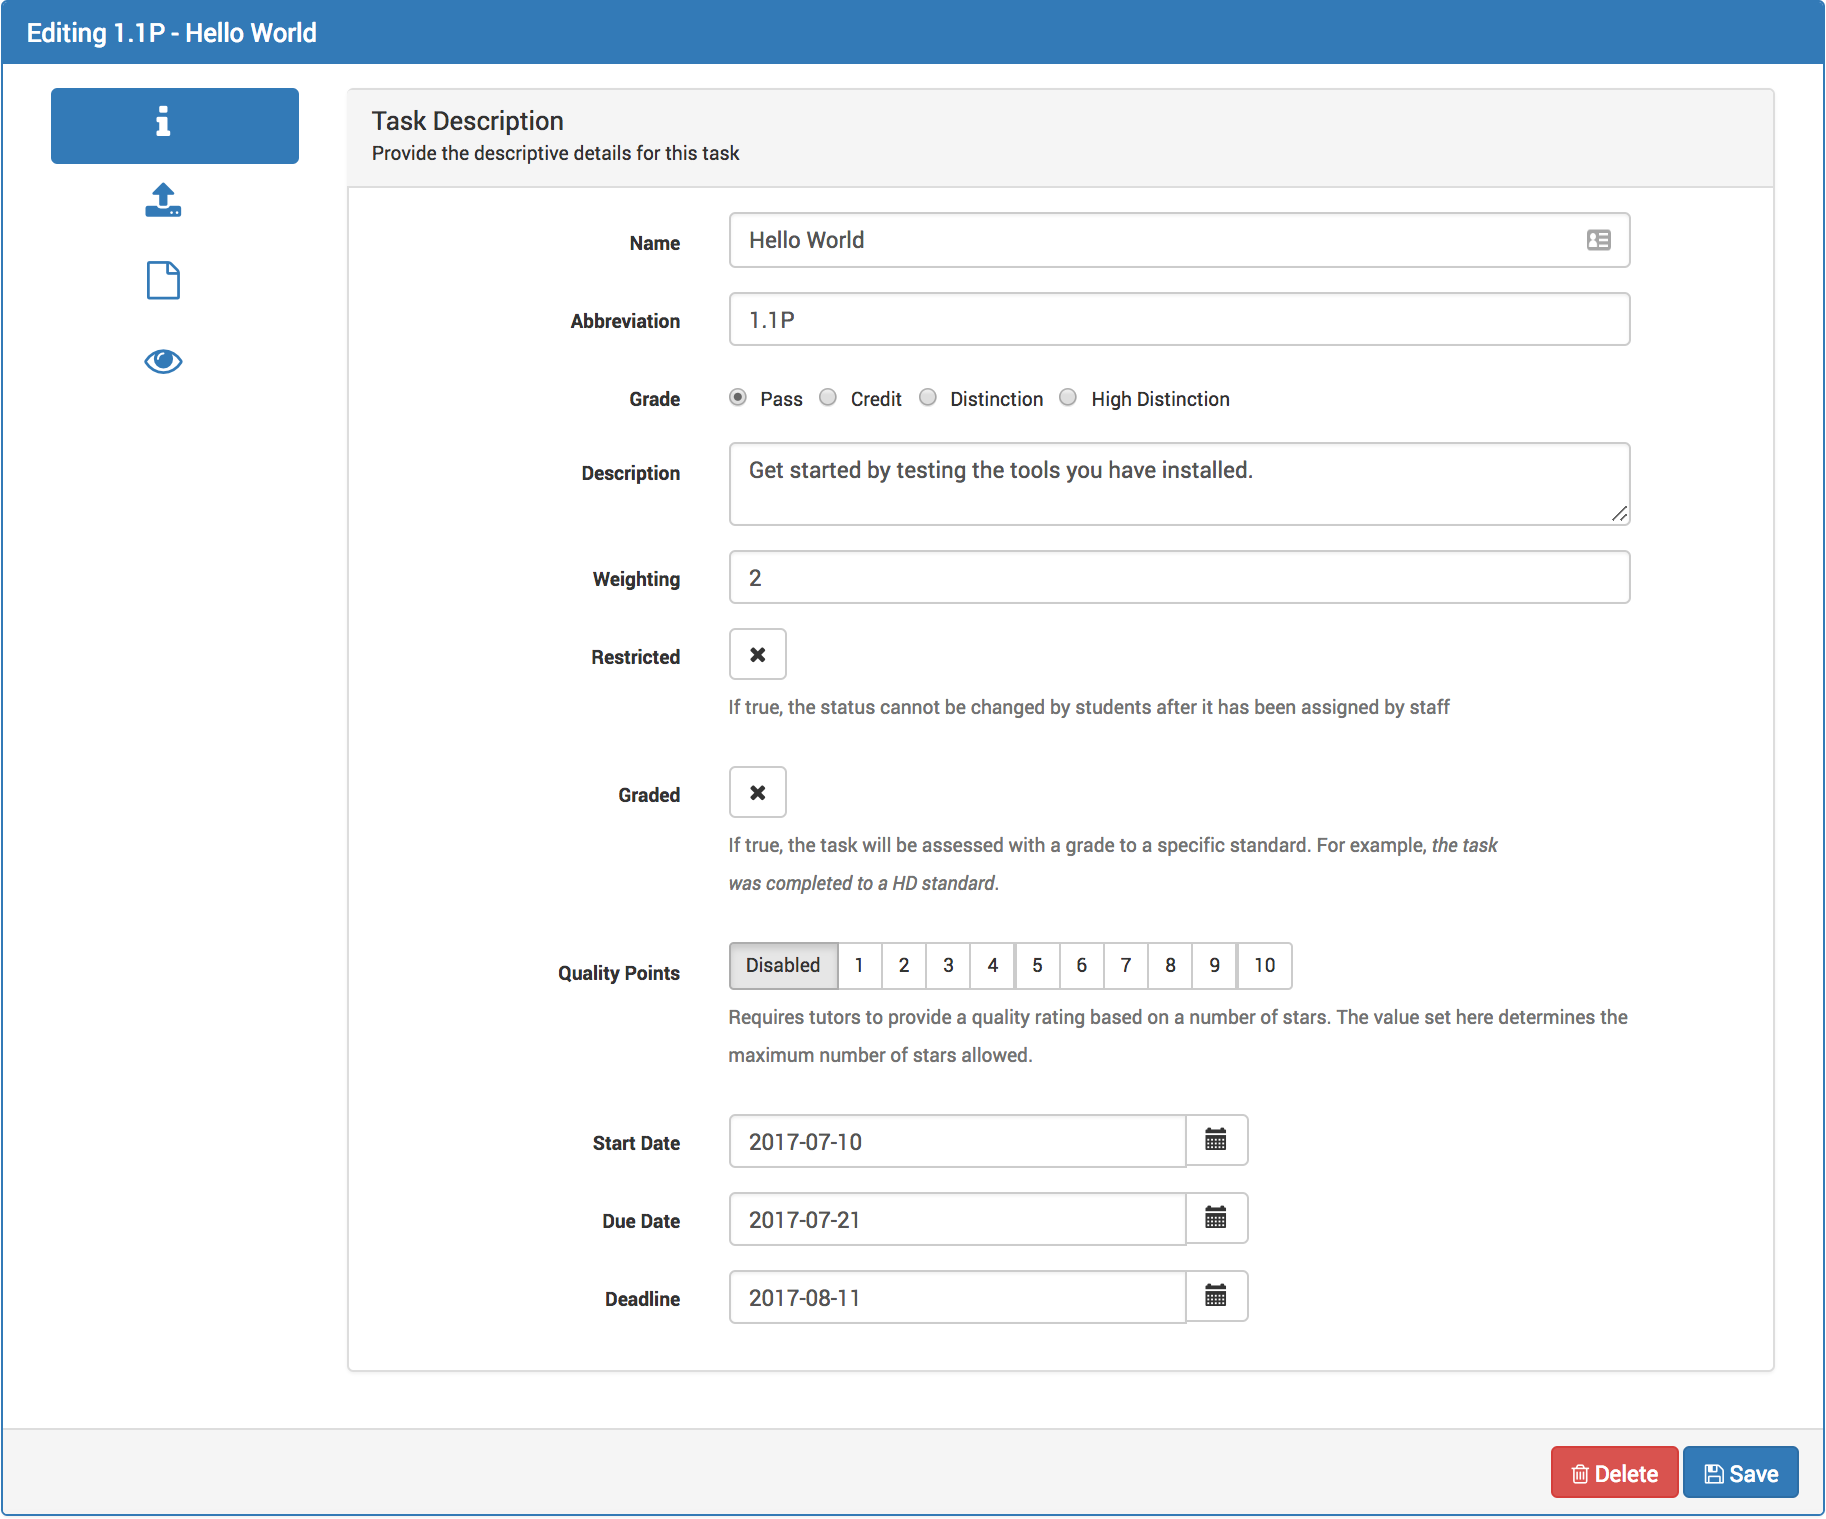 Editing 1.1P - Hello World
Task Description
Provide the descriptive details for this task
Name
Hello World
Abbreviation
1.1P
Grade
Pass Credit Distinction High Distinction
Description
Get started by testing the tools you have installed.
Weighting
2
Restricted
If true, the status cannot be changed by students after it has been assigned by staff
Graded
If true, the task will be assessed with a grade to a specific standard. For example, the task
was completed to a HD standard.
Quality Points
Disabled 1 2 3 4 5 6 7 8 9 10
Requires tutors to provide a quality rating based on a number of stars. The value set here determines the
maximum number of stars allowed.
Start Date
2017-07-10
Due Date
2017-07-21
Deadline
2017-08-11
Delete Save